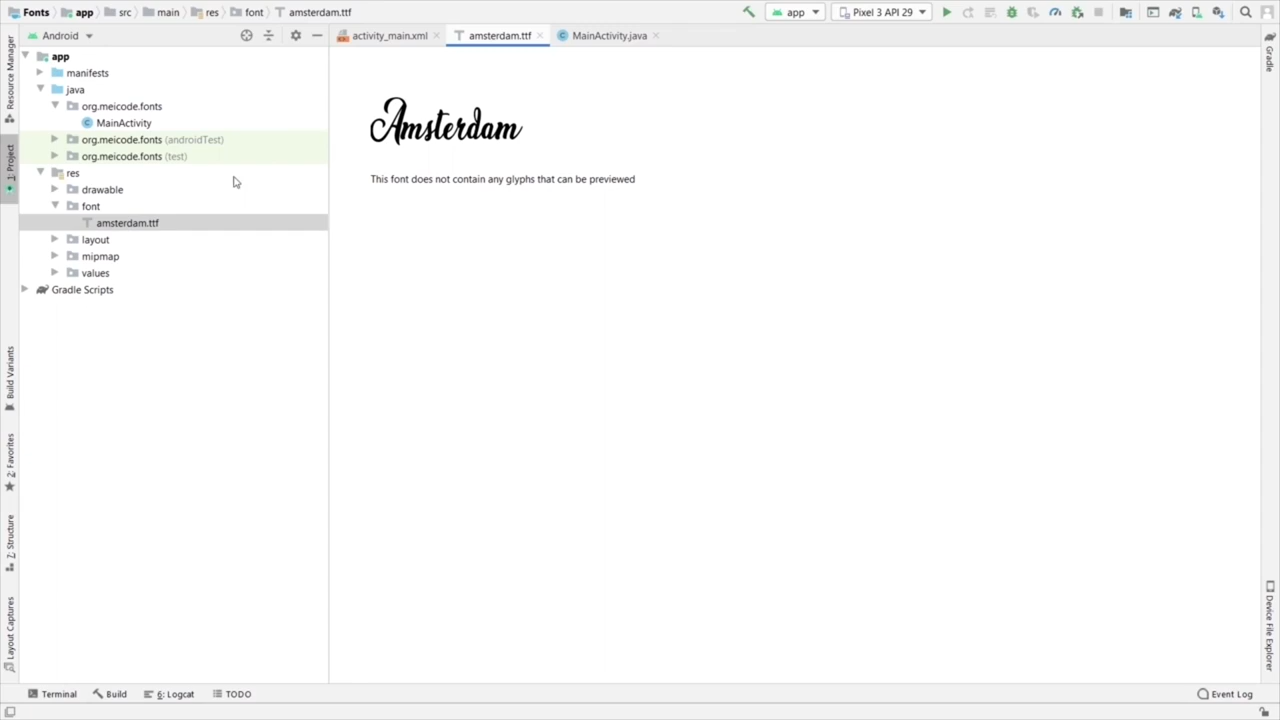 Fonts app src main res font amsterdam.ttf app Pixel 3 API 29
Android activity_main.xml amsterdam.ttf MainActivity.java
app
manifests
java
org.meicode.fonts
MainActivity
org.meicode.fonts (androidTest)
org.meicode.fonts (test)
res
drawable
font
amsterdam.ttf
layout
mipmap
values
Gradle Scripts
Amsterdam
This font does not contain any glyphs that can be previewed
Resource Manager
1: Project
Build Variants
2: Favorites
7: Structure
Layout Captures
Gradle
Device File Explorer
Terminal Build 6: Logcat TODO Event Log